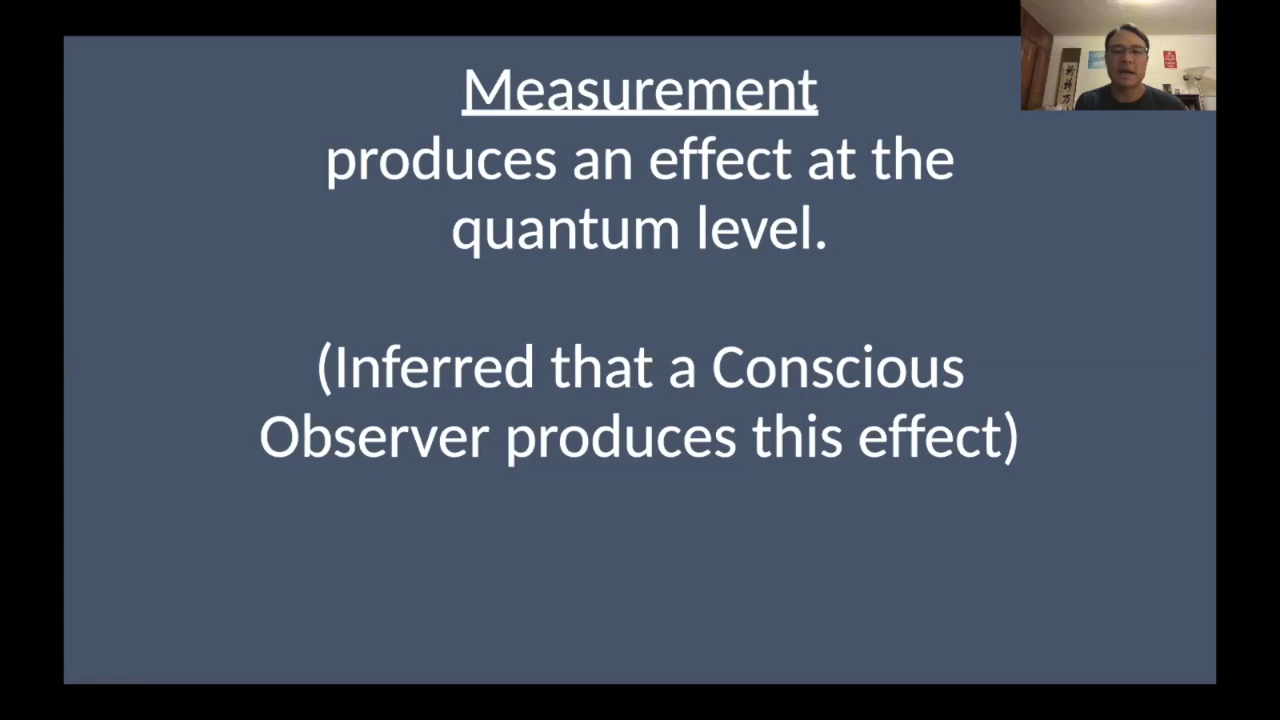 Measurement
produces an effect at the
quantum level.
(Inferred that a Conscious
Observer produces this effect)